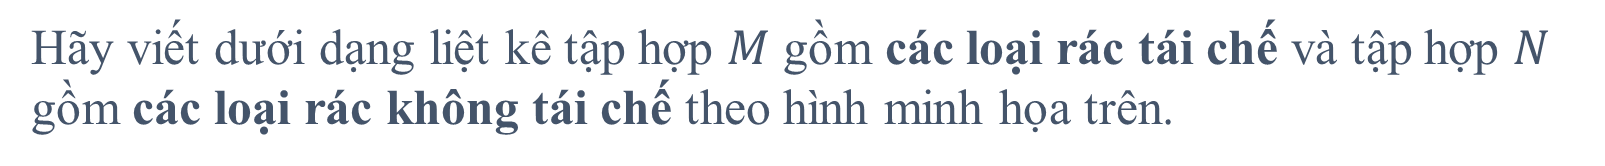 Hãy viết dưới dạng liệt kê tập hợp M gồm các loại rác tái chế và tập hợp N
gồm các loại rác không tái chế theo hình minh họa trên.